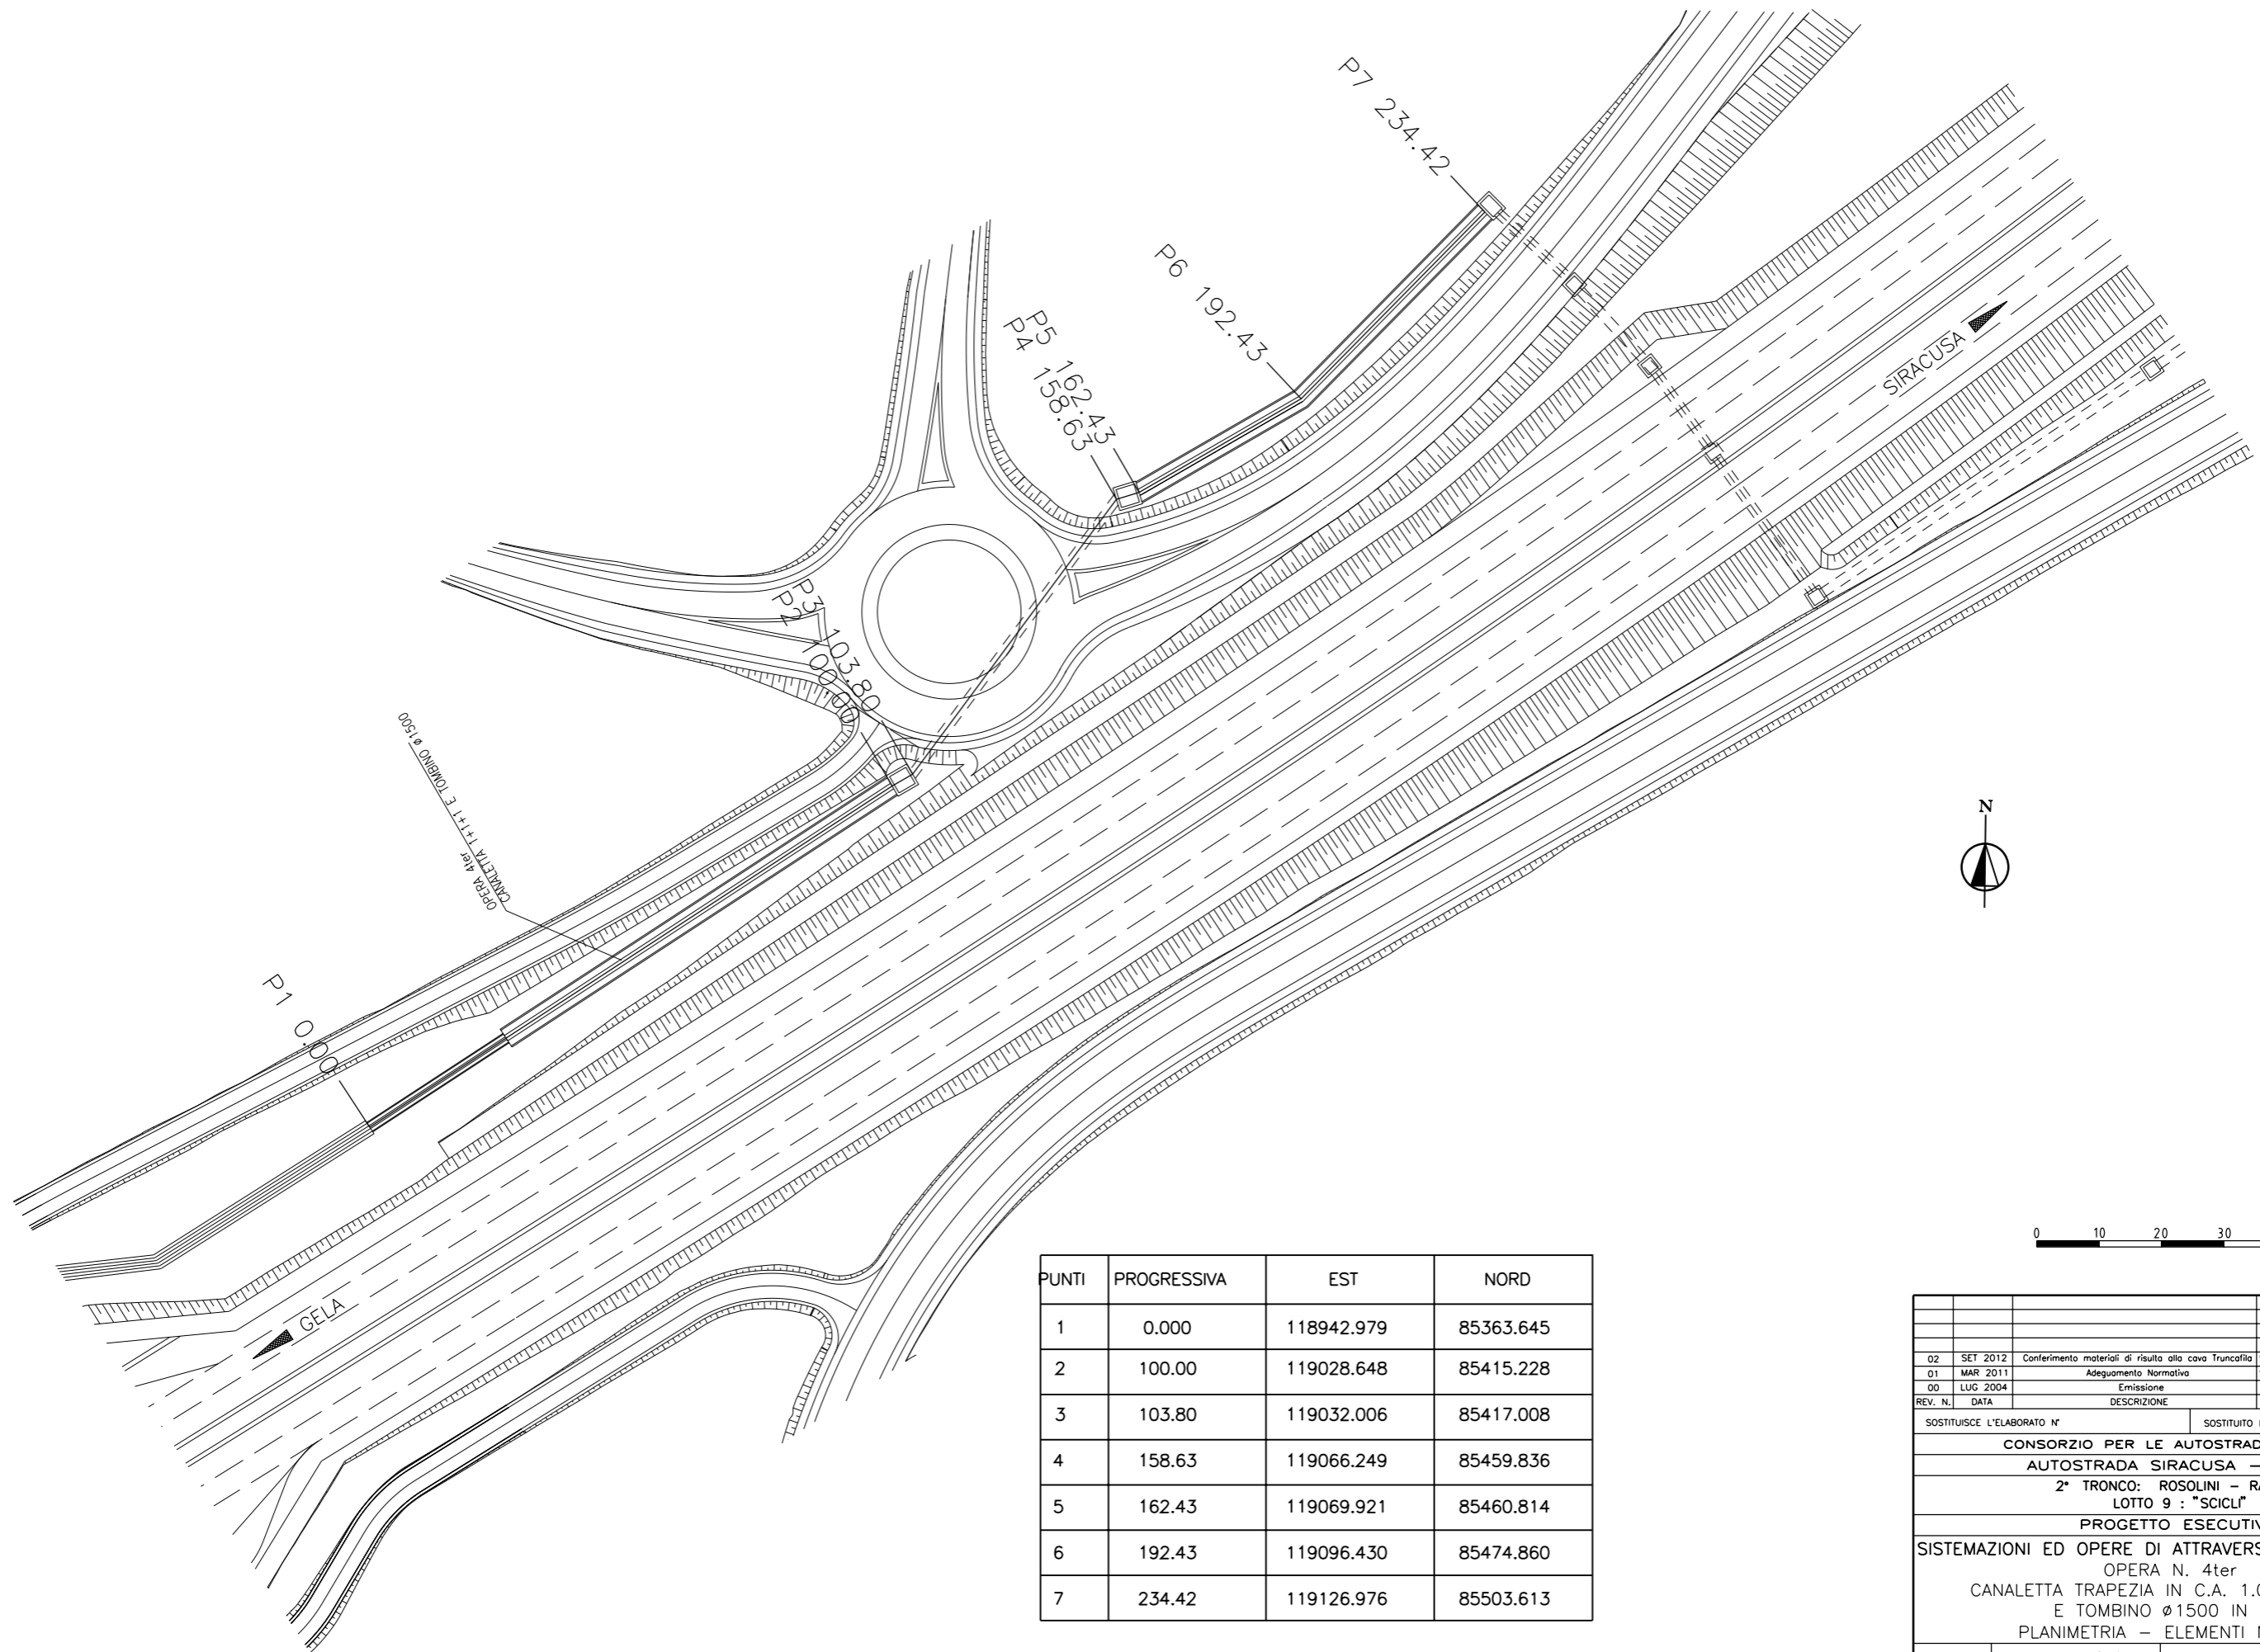 P7 234.42
P6 192.43
P5 162.43
P4 158.63
P3 103.80
P2 100.00
P1 0.00
OPERA 4ter
CANALETTA 1+1+1 E TOMBINO ø1500
SIRACUSA
GELA
N
0 10 20 30
PUNTI PROGRESSIVA EST NORD
1 0.000 118942.979 85363.645
2 100.00 119028.648 85415.228
3 103.80 119032.006 85417.008
4 158.63 119066.249 85459.836
5 162.43 119069.921 85460.814
6 192.43 119096.430 85474.860
7 234.42 119126.976 85503.613
02 SET 2012 Conferimento materiali di risulta alla cava Truncafila
01 MAR 2011 Adeguamento Normativa
00 LUG 2004 Emissione
REV. N. DATA DESCRIZIONE
SOSTITUISCE L'ELABORATO N° SOSTITUITO
CONSORZIO PER LE AUTOSTRAD
AUTOSTRADA SIRACUSA –
2° TRONCO: ROSOLINI – RA
LOTTO 9 : "SCICLI"
PROGETTO ESECUTIV
SISTEMAZIONI ED OPERE DI ATTRAVERS
OPERA N. 4ter
CANALETTA TRAPEZIA IN C.A. 1.0
E TOMBINO ø1500 IN
PLANIMETRIA – ELEMENTI